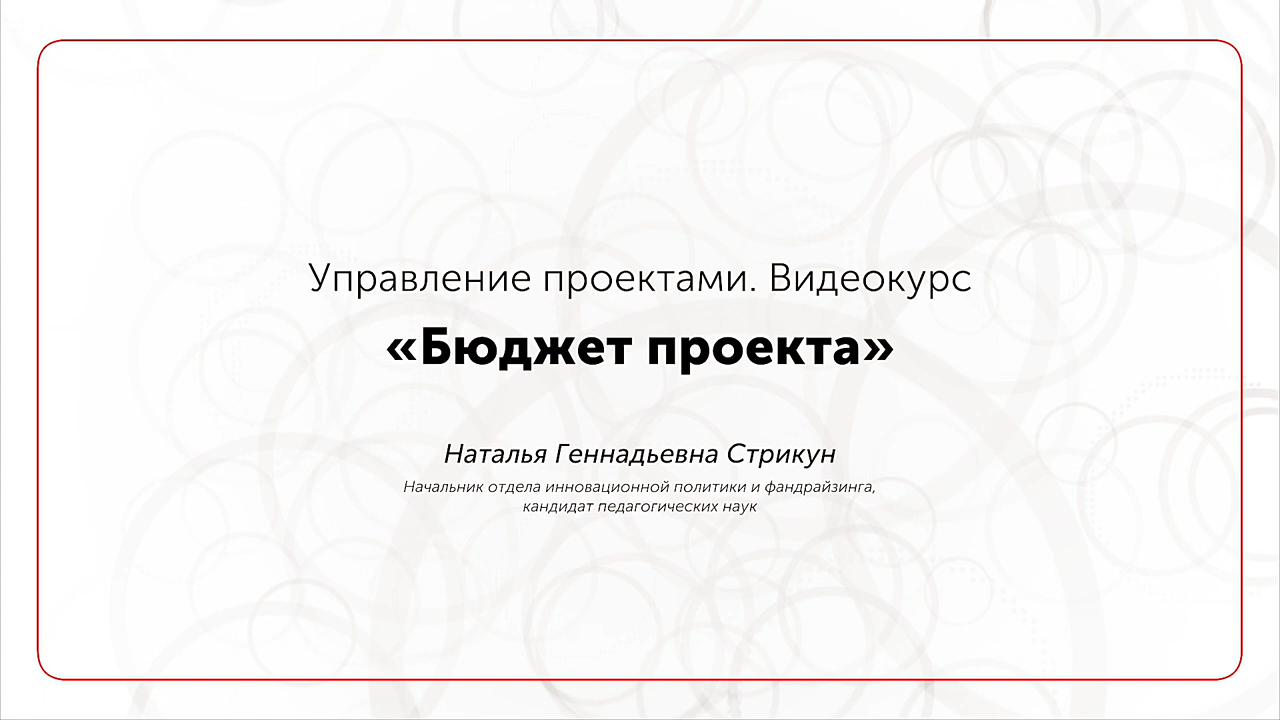 Управление проектами. Видеокурс
«Бюджет проекта»
Наталья Геннадьевна Стрикун
Начальник отдела инновационной политики и фандрайзинга,
кандидат педагогических наук